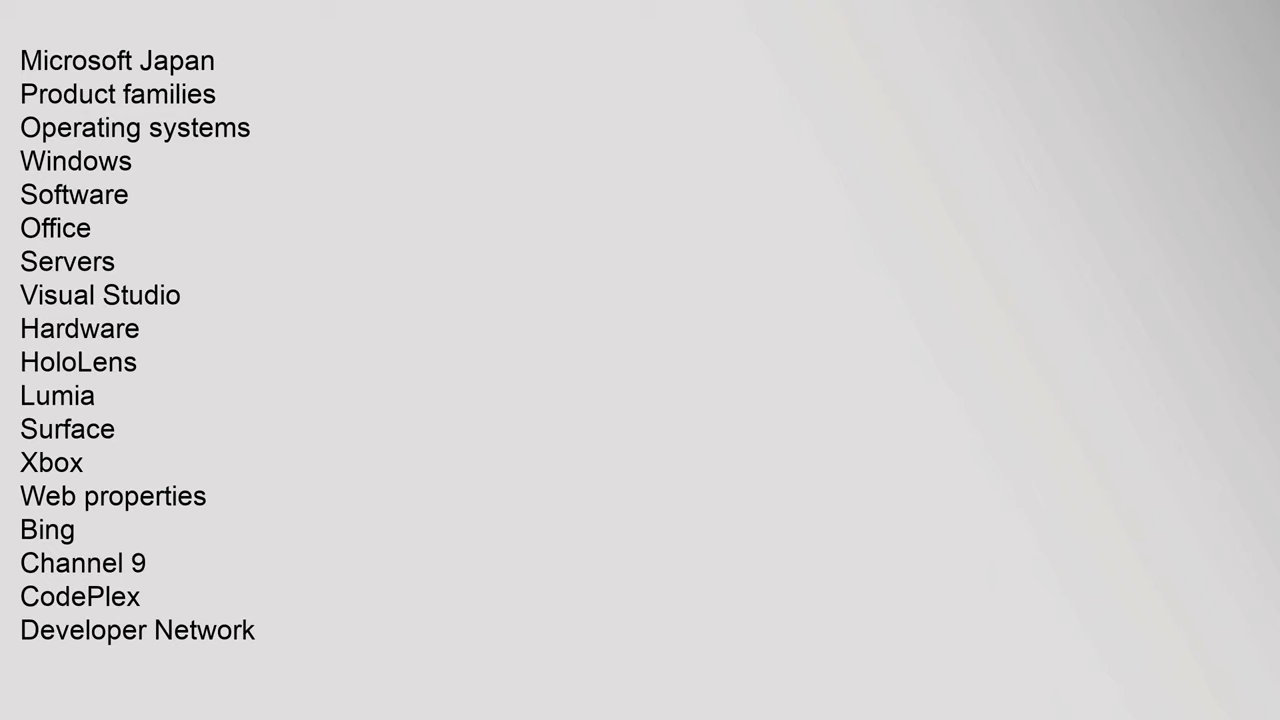 Microsoft Japan
Product families
Operating systems
Windows
Software
Office
Servers
Visual Studio
Hardware
HoloLens
Lumia
Surface
Xbox
Web properties
Bing
Channel 9
CodePlex
Developer Network